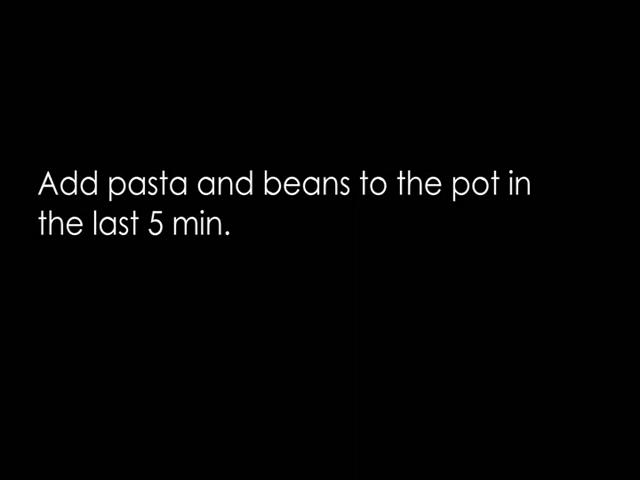 Add pasta and beans to the pot in
the last 5 min.